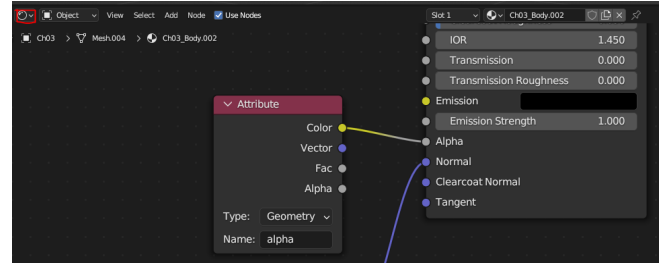 Object View Select Add Node Use Nodes Slot 1 Ch03_Body.002
Ch03 > Mesh.004 > Ch03_Body.002
IOR 1.450
Transmission 0.000
Transmission Roughness 0.000
Emission
Emission Strength 1.000
Alpha
Normal
Clearcoat Normal
Tangent
Attribute
Color
Vector
Fac
Alpha
Type: Geometry
Name: alpha